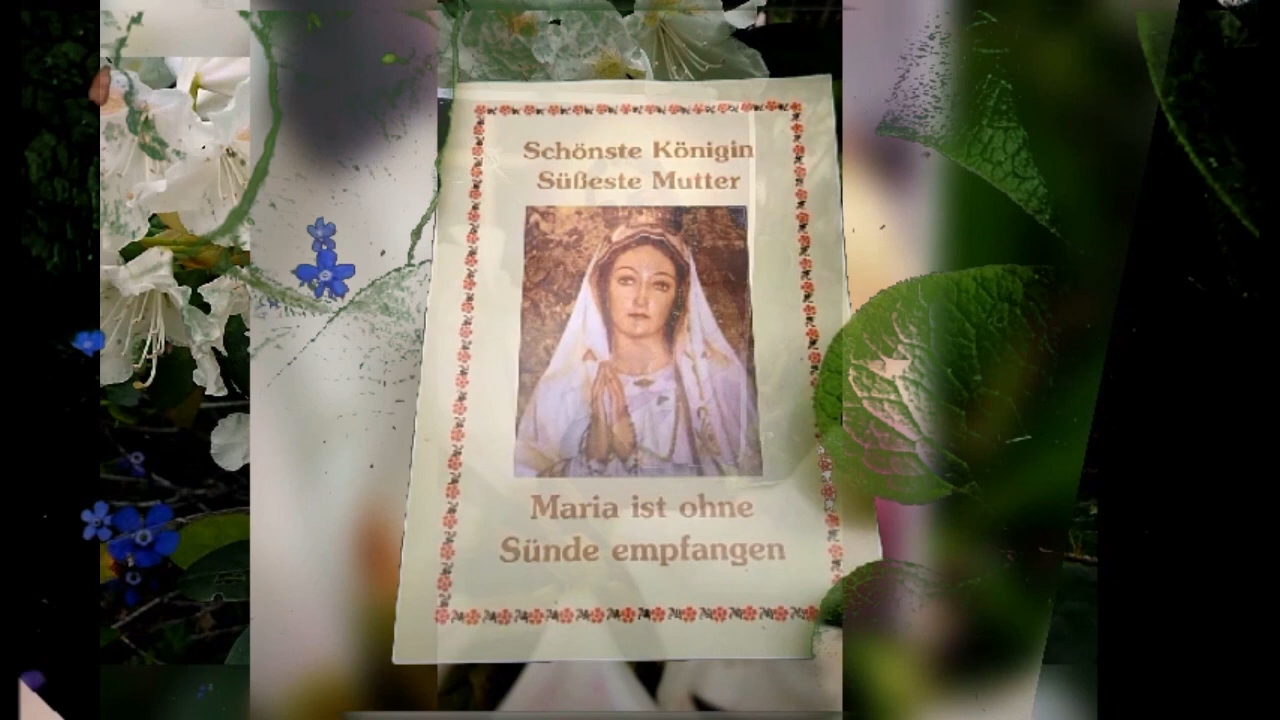 Schönste Königin
Süßeste Mutter
Maria ist ohne
Sünde empfangen